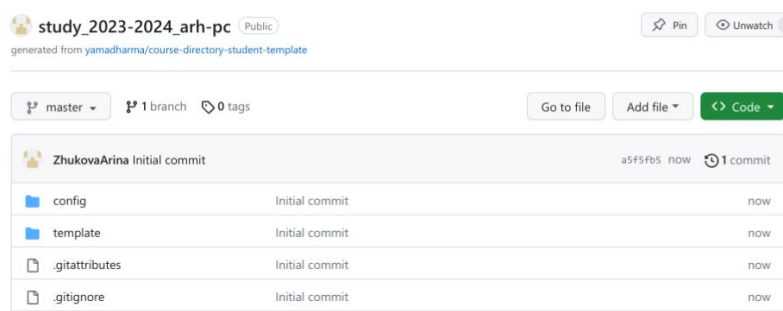 study_2023-2024_arh-pc Public Pin Unwatch
generated from yamadharma/course-directory-student-template
master 1 branch 0 tags Go to file Add file Code
ZhukovaArina Initial commit a5f5fb5 now 1 commit
config Initial commit now
template Initial commit now
.gitattributes Initial commit now
.gitignore Initial commit now